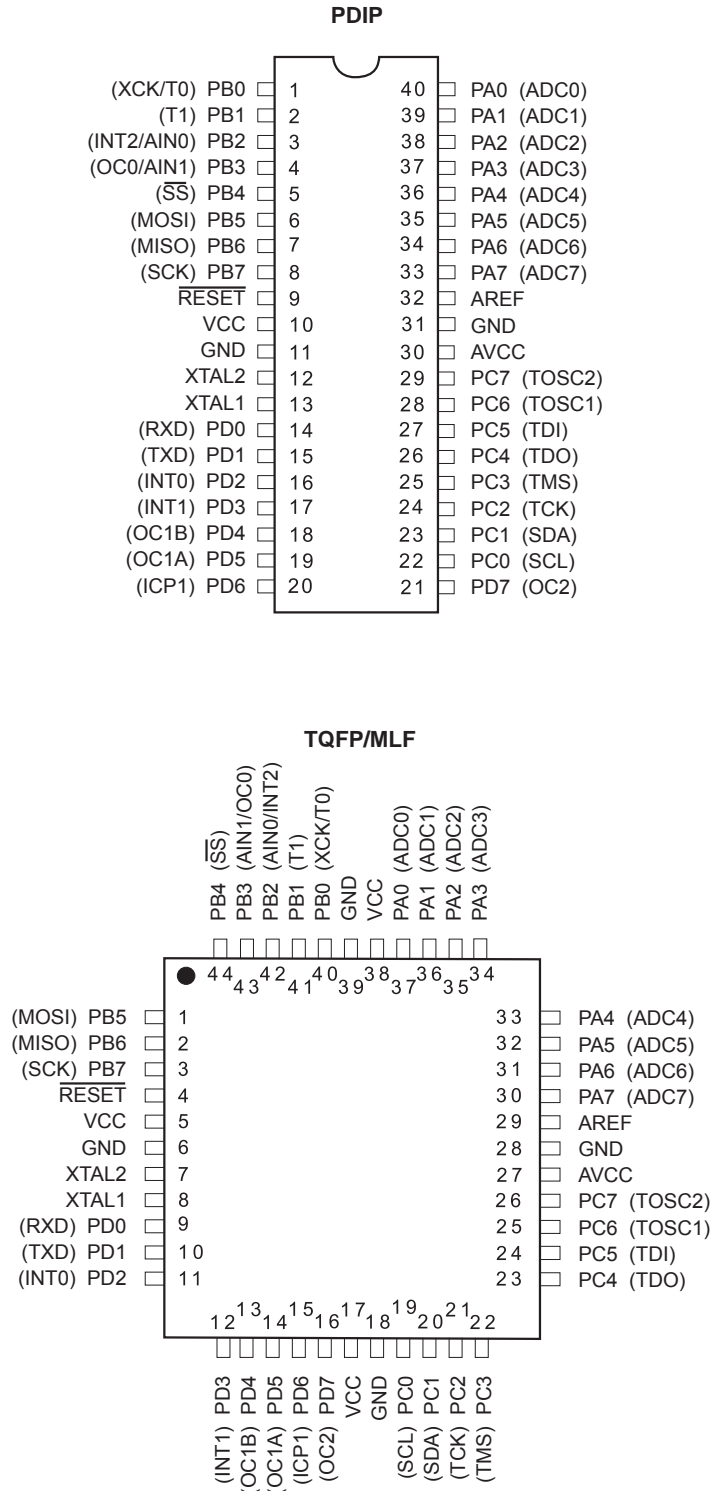 PDIP
(XCK/T0) PB0 1 40 PA0 (ADC0)
(T1) PB1 2 39 PA1 (ADC1)
(INT2/AIN0) PB2 3 38 PA2 (ADC2)
(OC0/AIN1) PB3 4 37 PA3 (ADC3)
(SS) PB4 5 36 PA4 (ADC4)
(MOSI) PB5 6 35 PA5 (ADC5)
(MISO) PB6 7 34 PA6 (ADC6)
(SCK) PB7 8 33 PA7 (ADC7)
RESET 9 32 AREF
VCC 10 31 GND
GND 11 30 AVCC
XTAL2 12 29 PC7 (TOSC2)
XTAL1 13 28 PC6 (TOSC1)
(RXD) PD0 14 27 PC5 (TDI)
(TXD) PD1 15 26 PC4 (TDO)
(INT0) PD2 16 25 PC3 (TMS)
(INT1) PD3 17 24 PC2 (TCK)
(OC1B) PD4 18 23 PC1 (SDA)
(OC1A) PD5 19 22 PC0 (SCL)
(ICP1) PD6 20 21 PD7 (OC2)
TQFP/MLF
PB4 (SS)
PB3 (AIN1/OC0)
PB2 (AIN0/INT2)
PB1 (T1)
PB0 (XCK/T0)
GND
VCC
PA0 (ADC0)
PA1 (ADC1)
PA2 (ADC2)
PA3 (ADC3)
44 43 42 41 40 39 38 37 36 35 34
(MOSI) PB5 1 33 PA4 (ADC4)
(MISO) PB6 2 32 PA5 (ADC5)
(SCK) PB7 3 31 PA6 (ADC6)
RESET 4 30 PA7 (ADC7)
VCC 5 29 AREF
GND 6 28 GND
XTAL2 7 27 AVCC
XTAL1 8 26 PC7 (TOSC2)
(RXD) PD0 9 25 PC6 (TOSC1)
(TXD) PD1 10 24 PC5 (TDI)
(INT0) PD2 11 23 PC4 (TDO)
12 13 14 15 16 17 18 19 20 21 22
(INT1) PD3
(OC1B) PD4
(OC1A) PD5
(ICP1) PD6
(OC2) PD7
VCC
GND
(SCL) PC0
(SDA) PC1
(TCK) PC2
(TMS) PC3